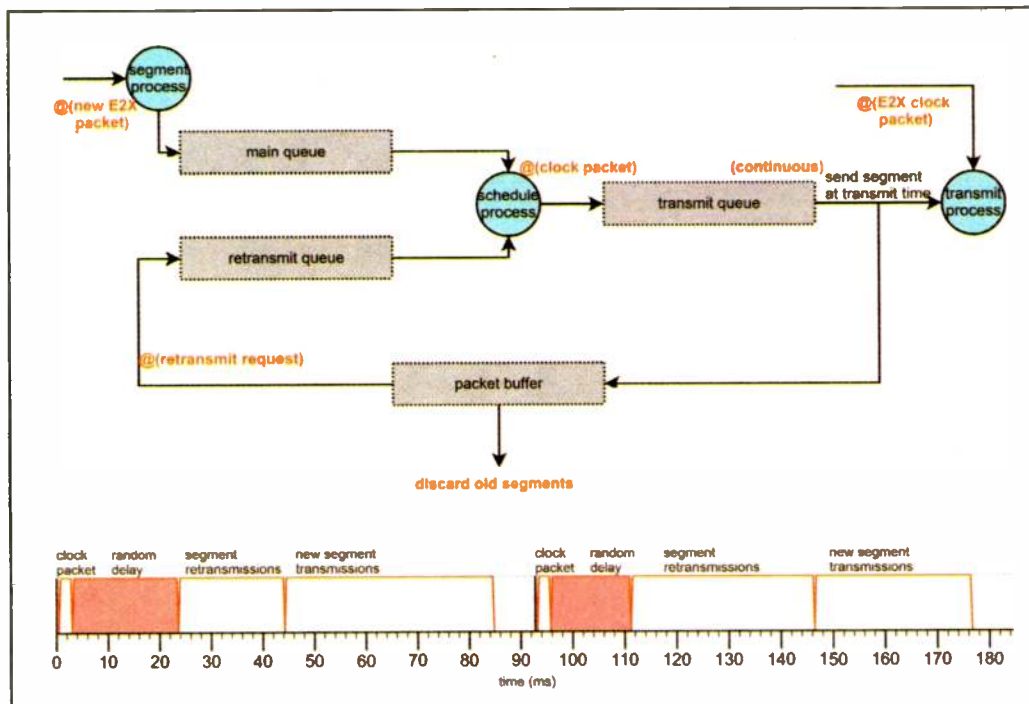 segment
process
@(new E2X
packet)
main queue
@(clock packet)
schedule
process
(continuous)
transmit queue
send segment
at transmit time
@(E2X clock
packet)
transmit
process
retransmit queue
@(retransmit request)
packet buffer
discard old segments
clock
packet
random
delay
segment
retransmissions
new segment
transmissions
clock
packet
random
delay
segment
retransmissions
new segment
transmissions
0 10 20 30 40 50 60 70 80 90 100 110 120 130 140 150 160 170 180
time (ms)